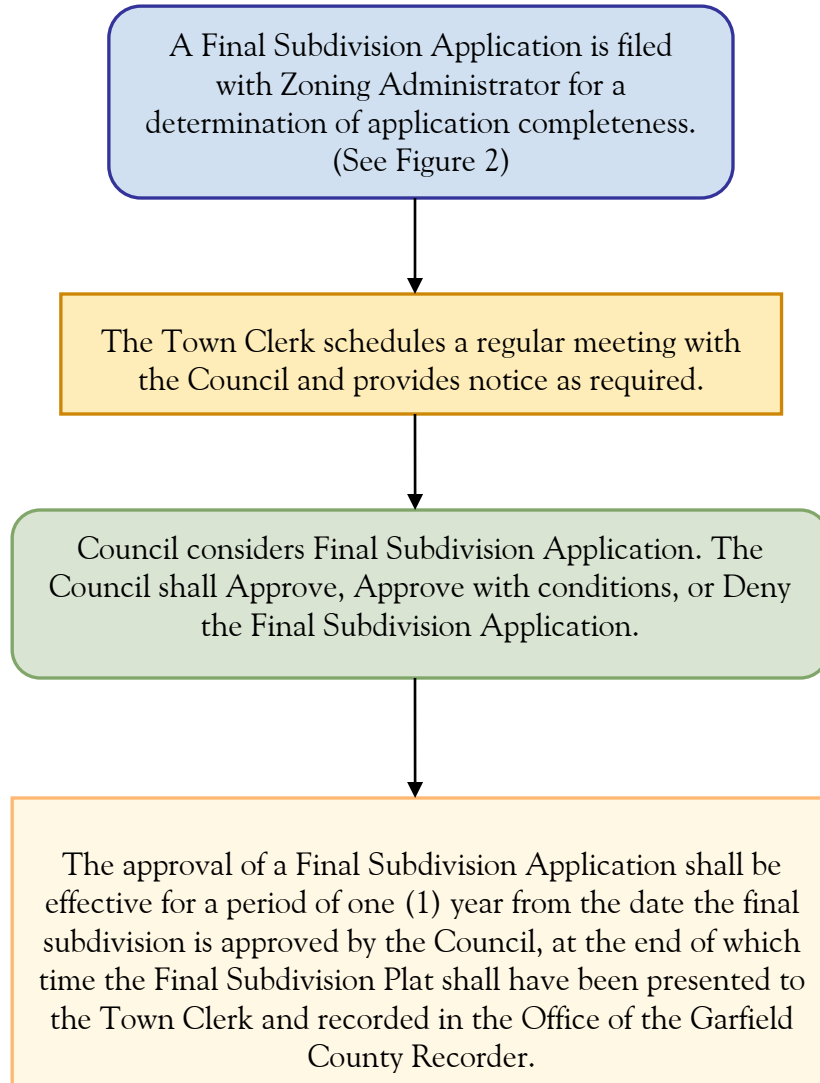 A Final Subdivision Application is filed
with Zoning Administrator for a
determination of application completeness.
(See Figure 2)
The Town Clerk schedules a regular meeting with
the Council and provides notice as required.
Council considers Final Subdivision Application. The
Council shall Approve, Approve with conditions, or Deny
the Final Subdivision Application.
The approval of a Final Subdivision Application shall be
effective for a period of one (1) year from the date the final
subdivision is approved by the Council, at the end of which
time the Final Subdivision Plat shall have been presented to
the Town Clerk and recorded in the Office of the Garfield
County Recorder.